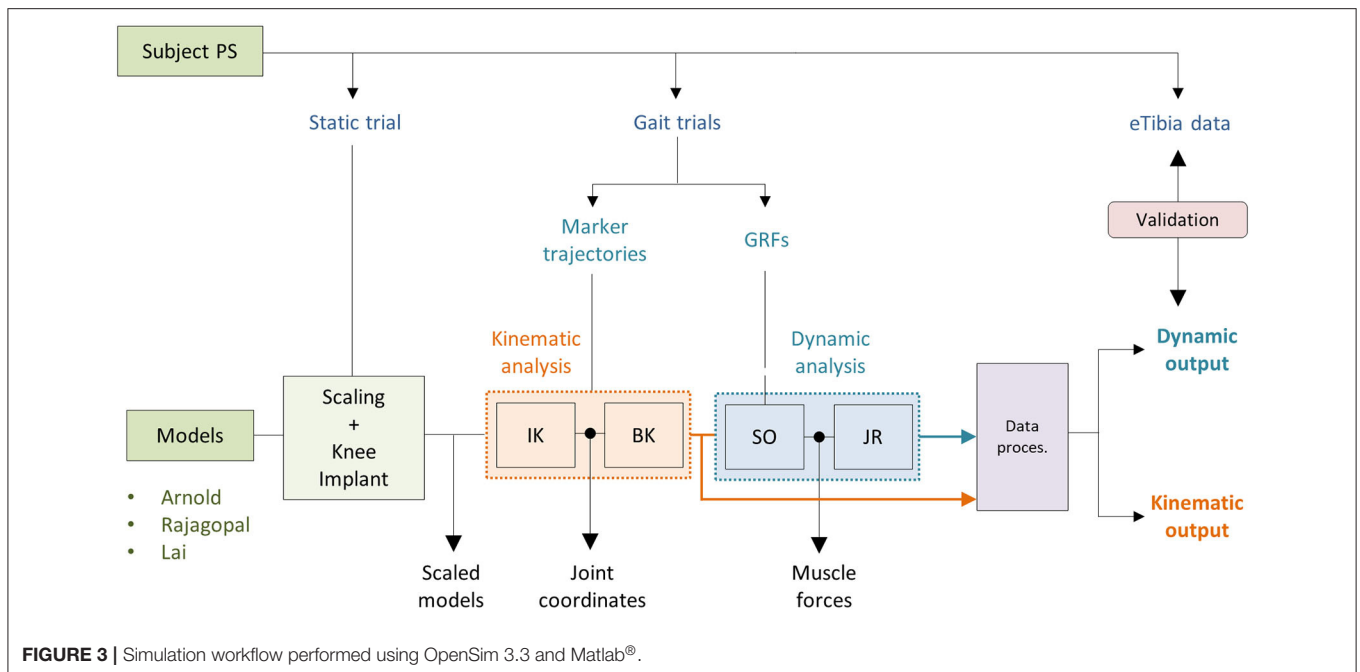 Subject PS
Static trial
Gait trials
eTibia data
Marker
trajectories
GRFs
Validation
Kinematic
analysis
Dynamic
analysis
Dynamic
output
Models
Scaling
+
Knee
Implant
IK
BK
SO
JR
Data
proces.
• Arnold
• Rajagopal
• Lai
Kinematic
output
Scaled
models
Joint
coordinates
Muscle
forces
FIGURE 3 | Simulation workflow performed using OpenSim 3.3 and Matlab®.